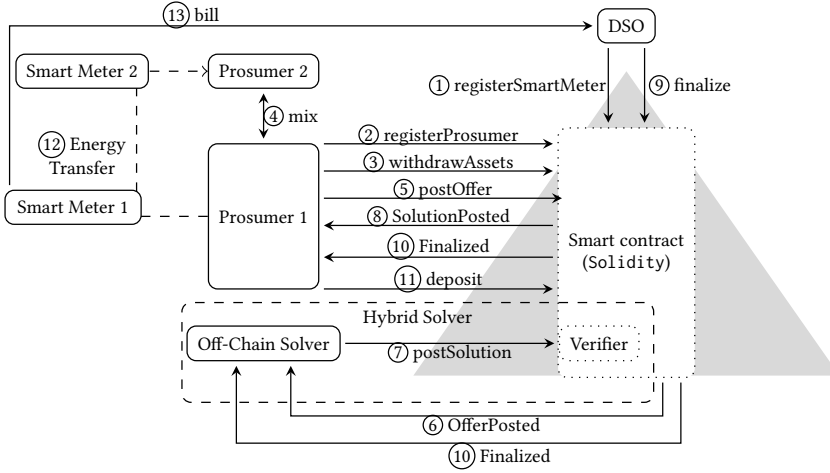 13 bill
DSO
Smart Meter 2
Prosumer 2
1 registerSmartMeter
9 finalize
4 mix
12 Energy
Transfer
2 registerProsumer
3 withdrawAssets
5 postOffer
Smart Meter 1
Prosumer 1
8 SolutionPosted
10 Finalized
Smart contract
(Solidity)
11 deposit
Hybrid Solver
Off-Chain Solver
7 postSolution
Verifier
6 OfferPosted
10 Finalized